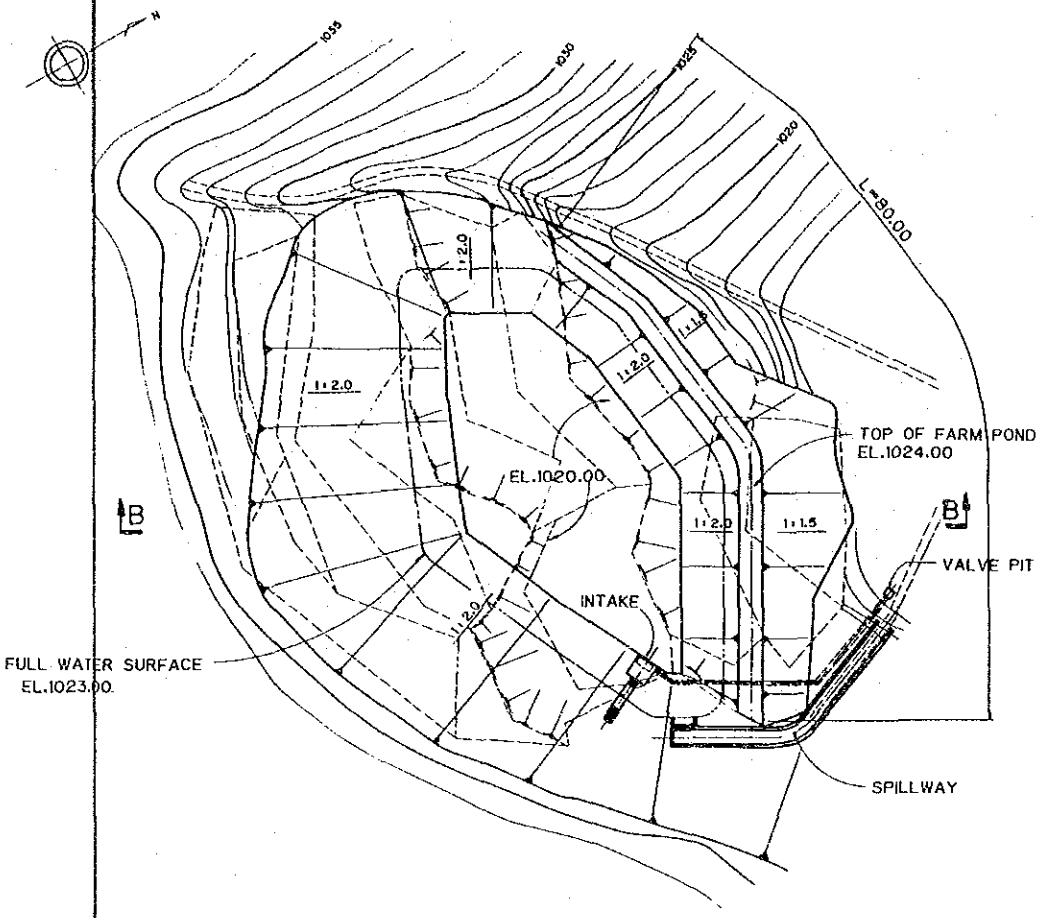 N
1055
1030
1025
1020
L=80.00
1:2.0
1:1.5
1:2.0
1:2.0
TOP OF FARM POND
EL.1024.00
EL.1020.00
B
B
1:2.0
1:1.5
VALVE PIT
INTAKE
1:2.0
FULL WATER SURFACE
EL.1023.00
SPILLWAY